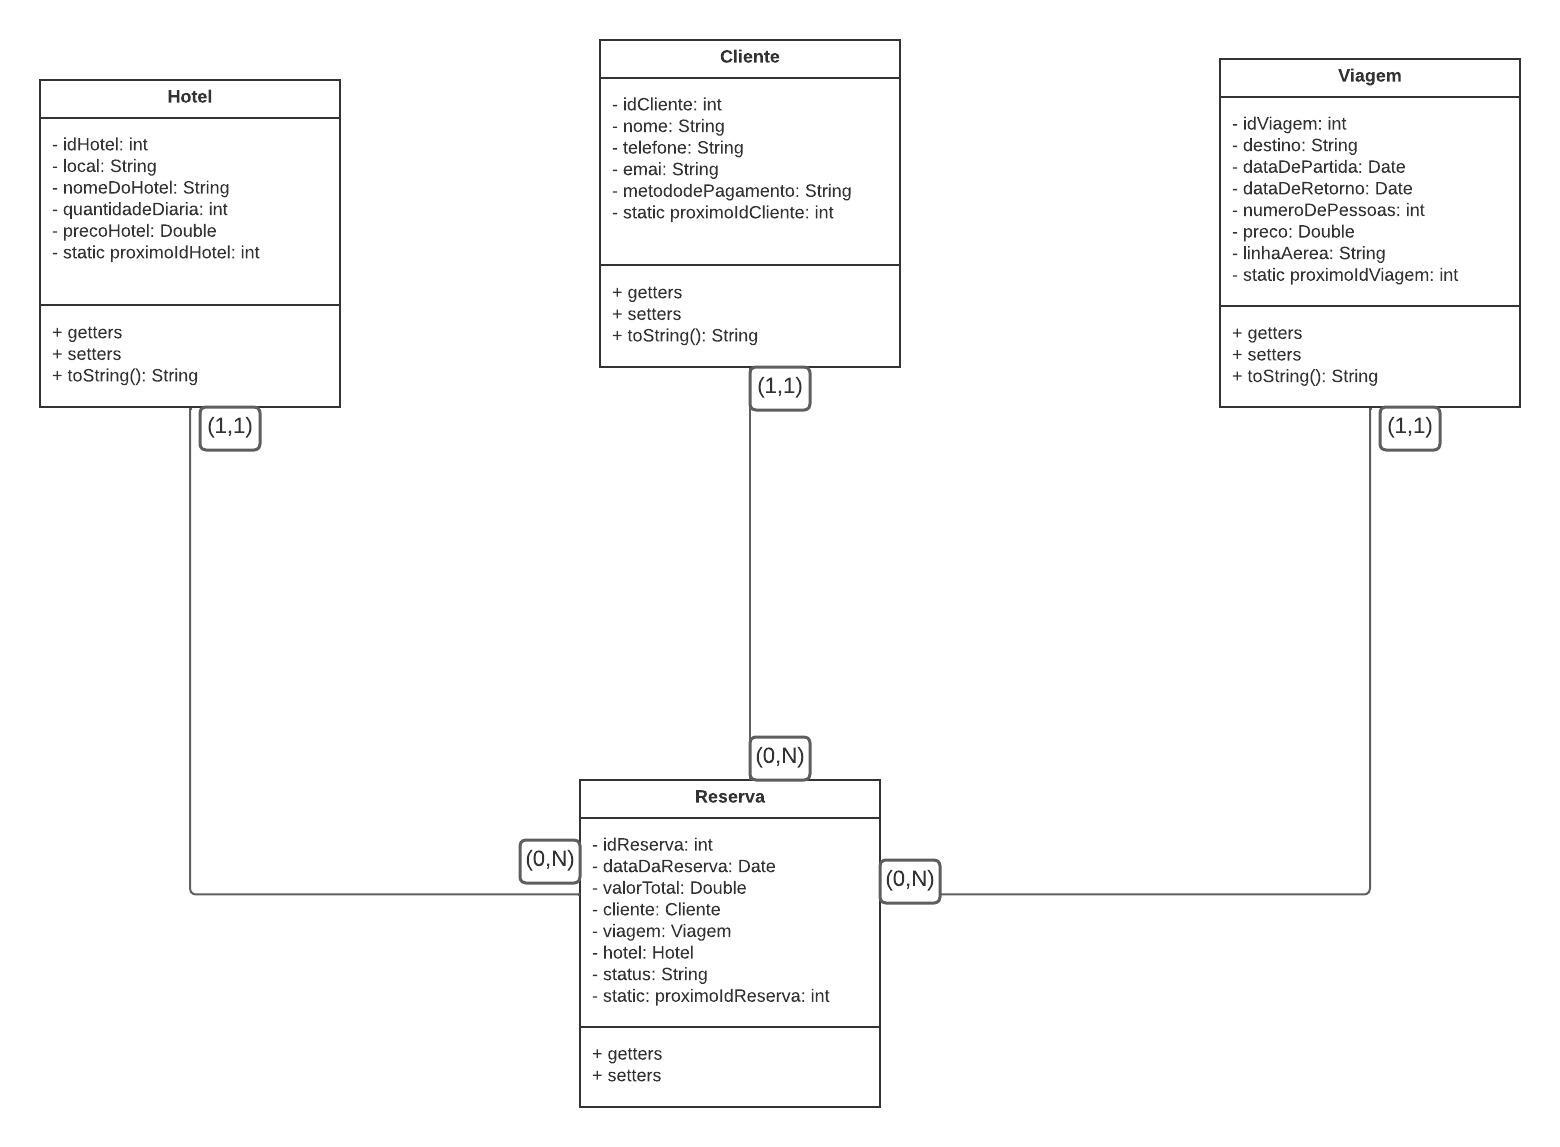 Hotel
- idHotel: int
- local: String
- nomeDoHotel: String
- quantidadeDiaria: int
- precoHotel: Double
- static proximoIdHotel: int
+ getters
+ setters
+ toString(): String
(1,1)
Cliente
- idCliente: int
- nome: String
- telefone: String
- emai: String
- metododePagamento: String
- static proximoIdCliente: int
+ getters
+ setters
+ toString(): String
(1,1)
Viagem
- idViagem: int
- destino: String
- dataDePartida: Date
- dataDeRetorno: Date
- numeroDePessoas: int
- preco: Double
- linhaAerea: String
- static proximoIdViagem: int
+ getters
+ setters
+ toString(): String
(1,1)
(0,N)
(0,N)
(0,N)
Reserva
- idReserva: int
- dataDaReserva: Date
- valorTotal: Double
- cliente: Cliente
- viagem: Viagem
- hotel: Hotel
- status: String
- static: proximoIdReserva: int
+ getters
+ setters